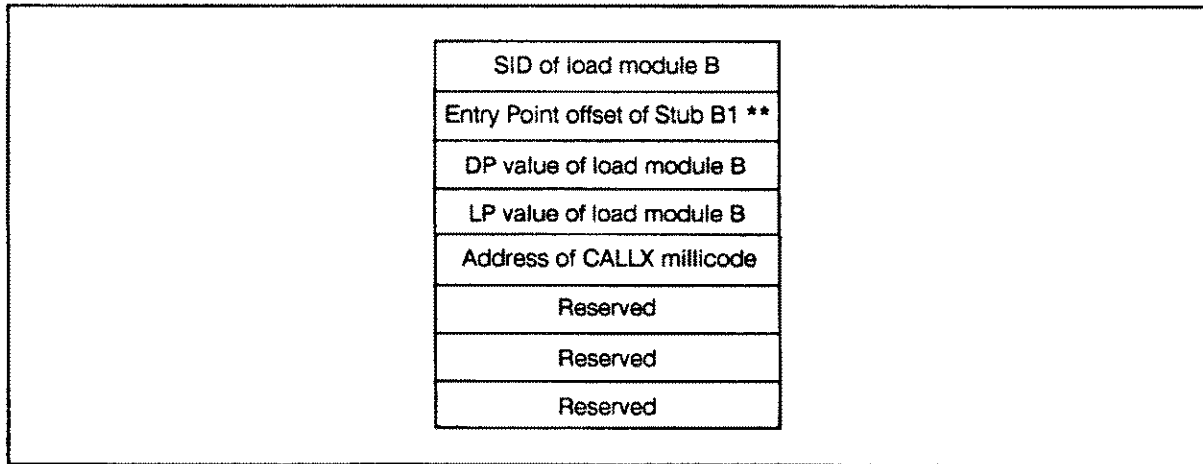 SID of load module B
Entry Point offset of Stub B1 **
DP value of load module B
LP value of load module B
Address of CALLX millicode
Reserved
Reserved
Reserved